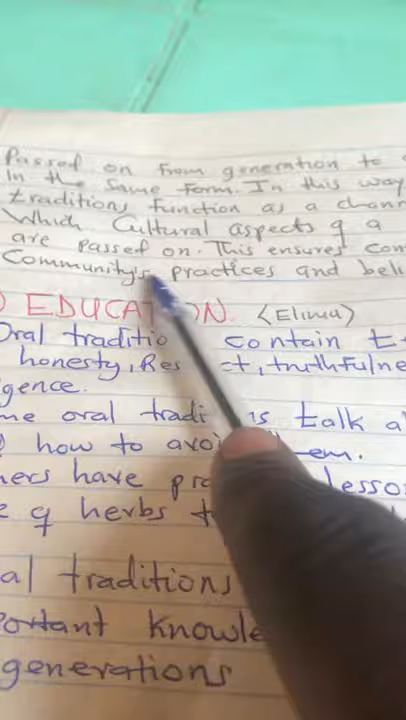 Passed on from generation to
in the same form. In this way
traditions function as a chann
Which Cultural aspects of a
are passed on. This ensures con
Community's practices and beli
) EDUCATION. (Elimu)
Oral traditio contain t
honesty, Res ct, truthfulne
gence.
me oral tradi ns talk a
how to avoi em.
hers have pra lesso
e of herbs t
al traditions
portant knowle
generations